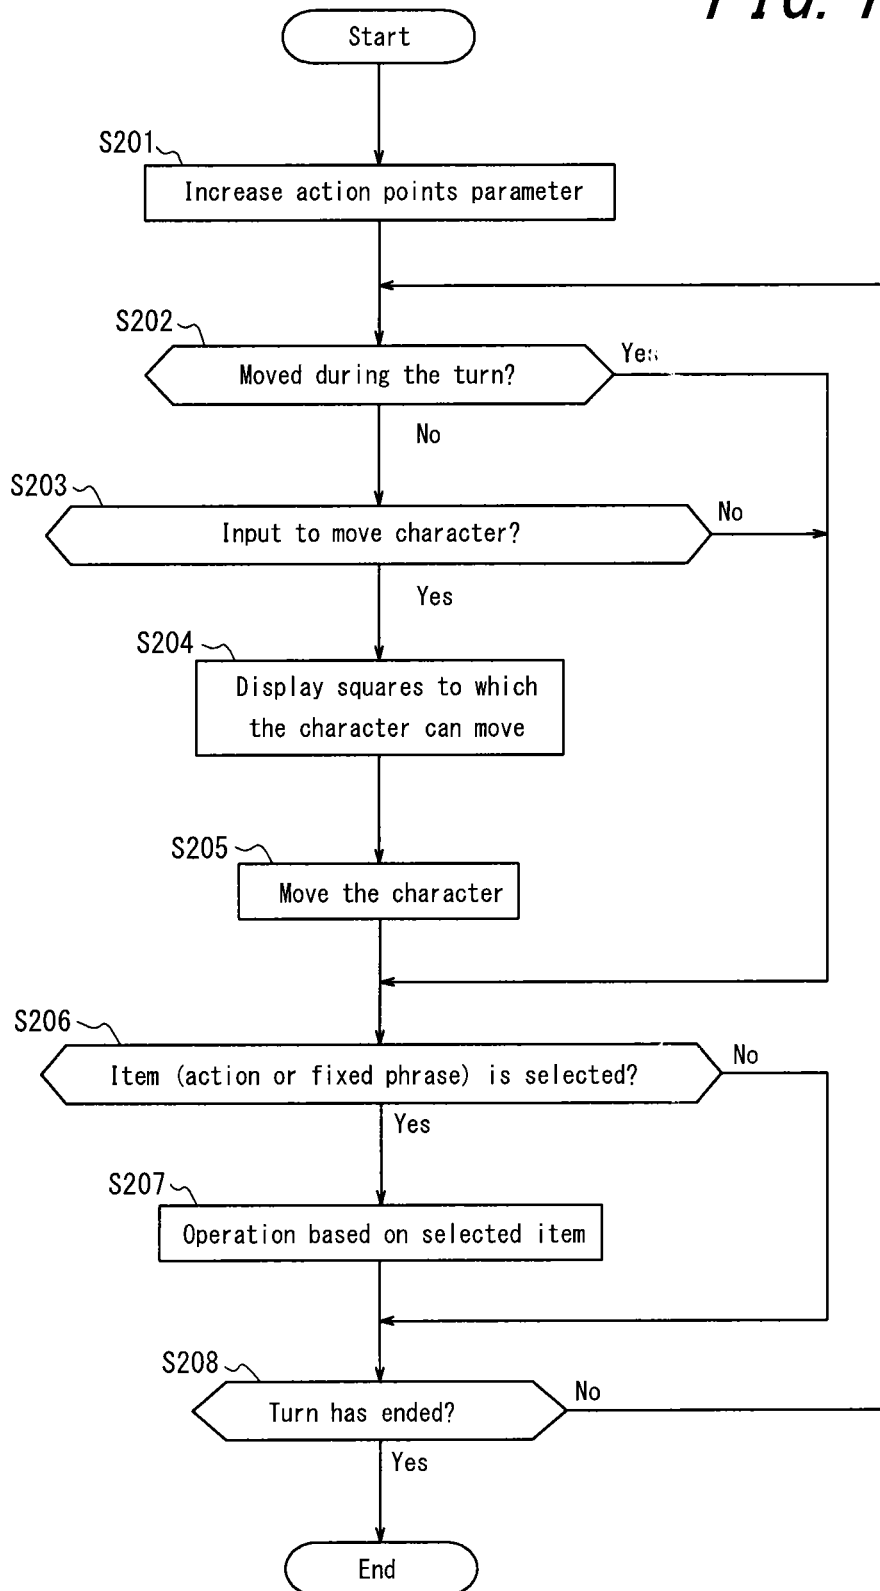 FIG. 1
Start
S201
Increase action points parameter
S202
Moved during the turn?
Yes
No
S203
Input to move character?
No
Yes
S204
Display squares to which
the character can move
S205
Move the character
S206
Item (action or fixed phrase) is selected?
No
Yes
S207
Operation based on selected item
S208
Turn has ended?
No
Yes
End